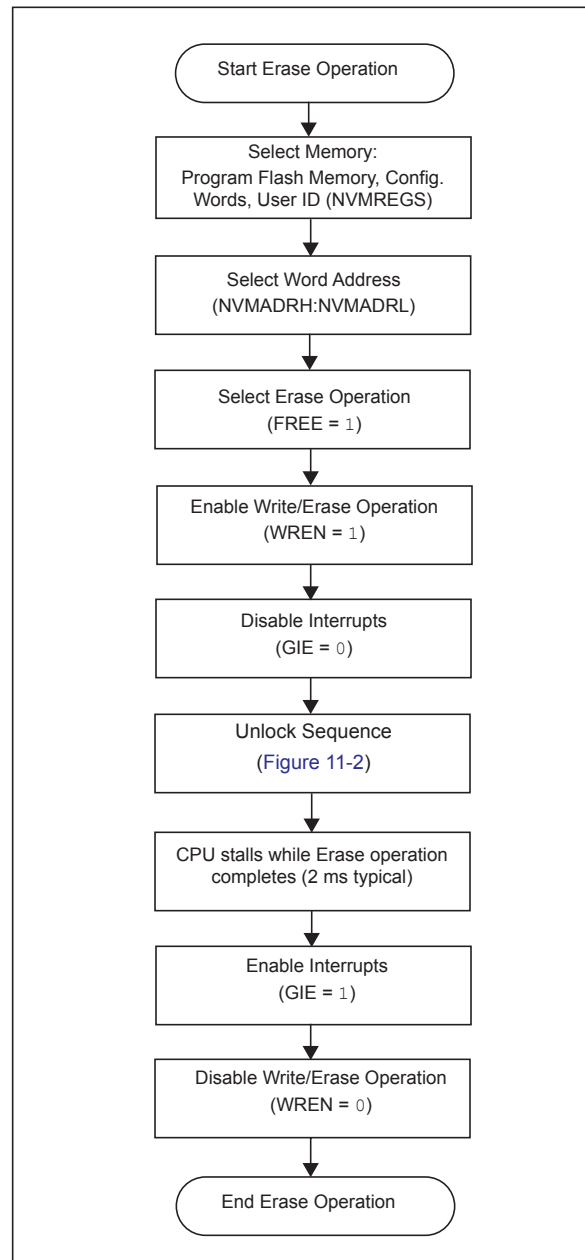 Start Erase Operation
Select Memory:
Program Flash Memory, Config.
Words, User ID (NVMREGS)
Select Word Address
(NVMADRH:NVMADRL)
Select Erase Operation
(FREE = 1)
Enable Write/Erase Operation
(WREN = 1)
Disable Interrupts
(GIE = 0)
Unlock Sequence
(Figure 11-2)
CPU stalls while Erase operation
completes (2 ms typical)
Enable Interrupts
(GIE = 1)
Disable Write/Erase Operation
(WREN = 0)
End Erase Operation